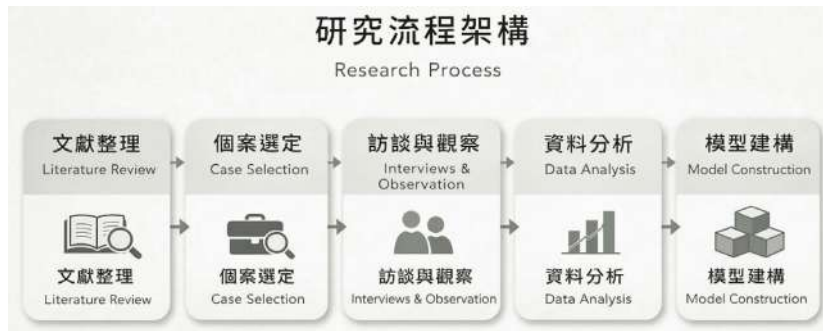 研究流程架構
Research Process
文獻整理
Literature Review
個案選定
Case Selection
訪談與觀察
Interviews &
Observation
資料分析
Data Analysis
模型建構
Model Construction
文獻整理
Literature Review
個案選定
Case Selection
訪談與觀察
Interviews & Observation
資料分析
Data Analysis
模型建構
Model Construction